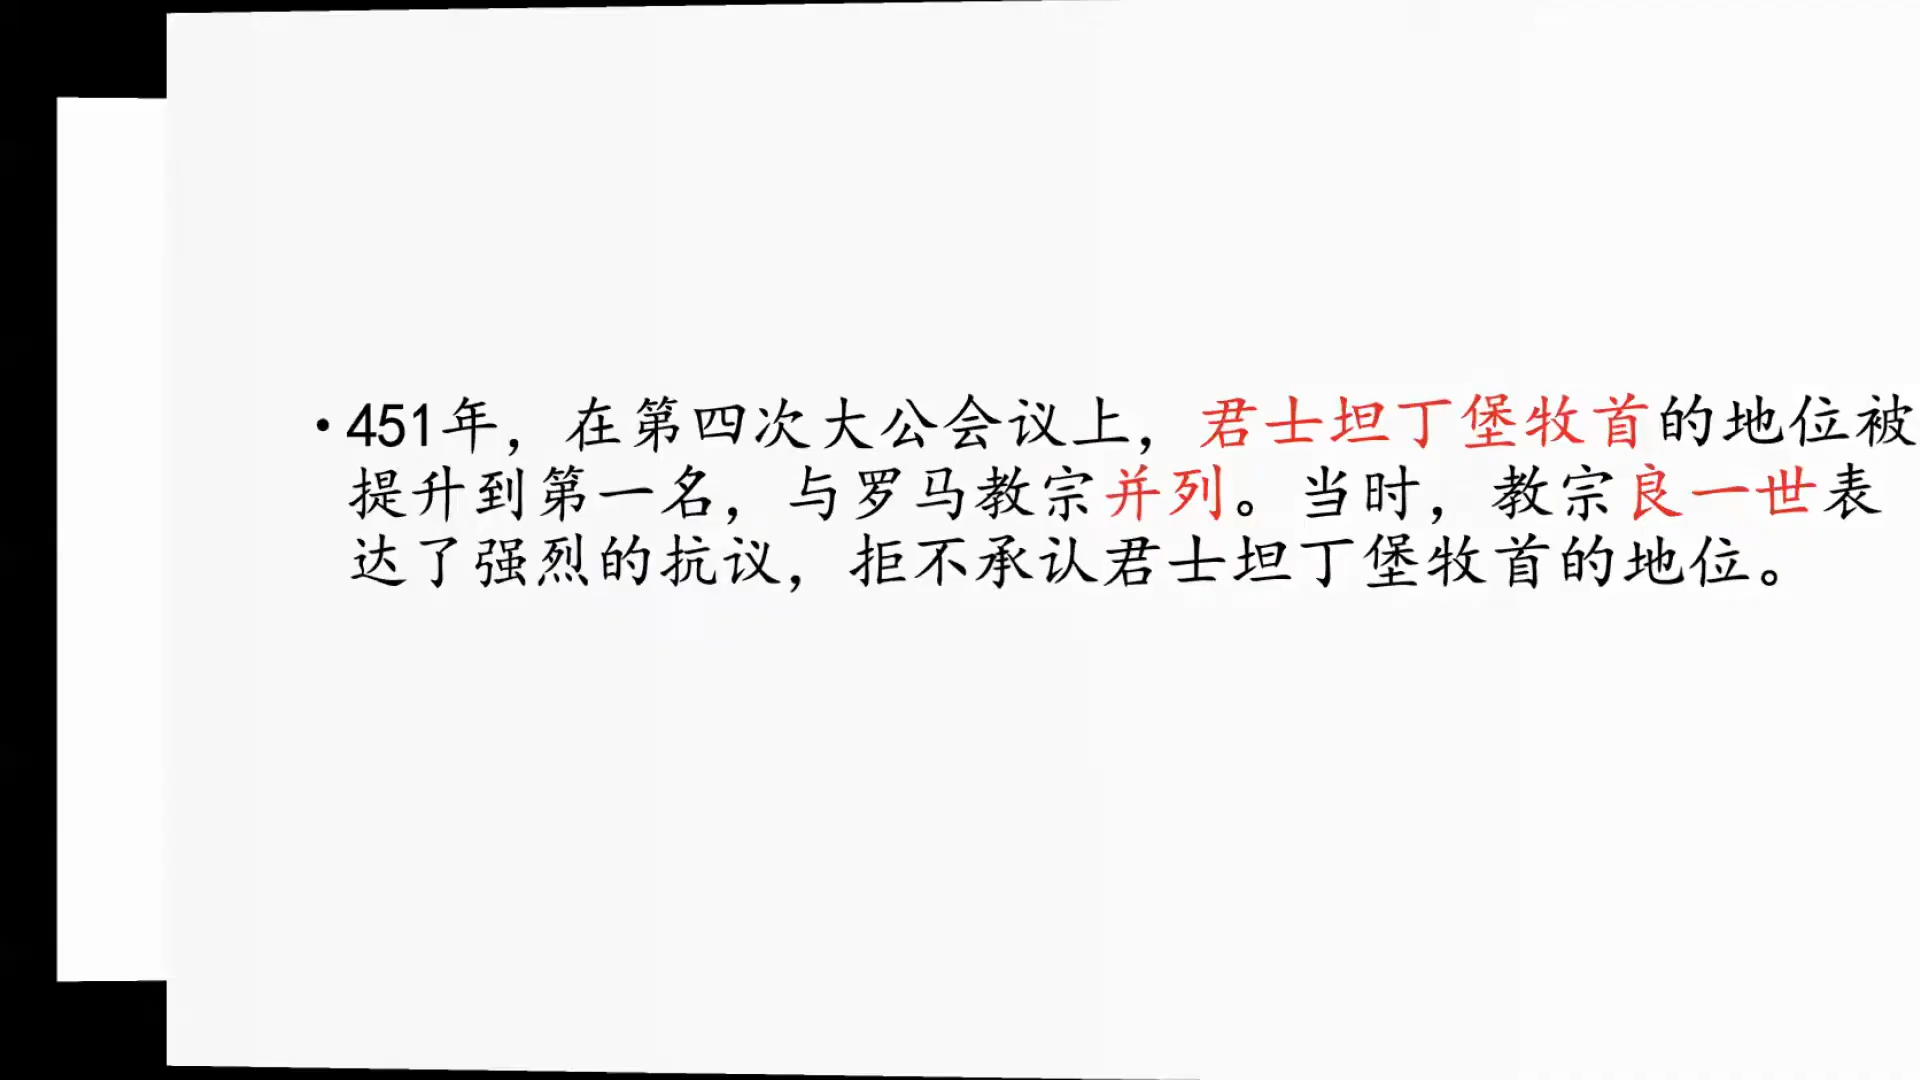 • 451年，在第四次大公会议上，君士坦丁堡牧首的地位被
提升到第一名，与罗马教宗并列。当时，教宗良一世表
达了强烈的抗议，拒不承认君士坦丁堡牧首的地位。